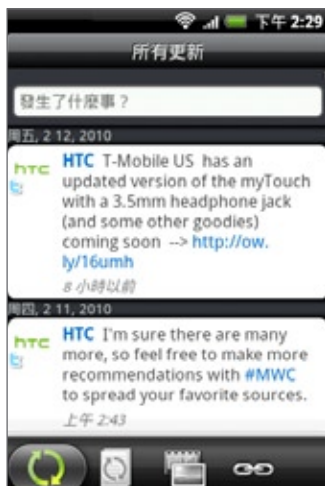 下午 2:29
所有更新
發生了什麼事？
周五, 2 12, 2010
htc
HTC T-Mobile US has an
updated version of the myTouch
with a 3.5mm headphone jack
(and some other goodies)
coming soon --> http://ow.
ly/16umh
8 小時以前
周四, 2 11, 2010
htc
HTC I'm sure there are many
more, so feel free to make more
recommendations with #MWC
to spread your favorite sources.
上午 2:43